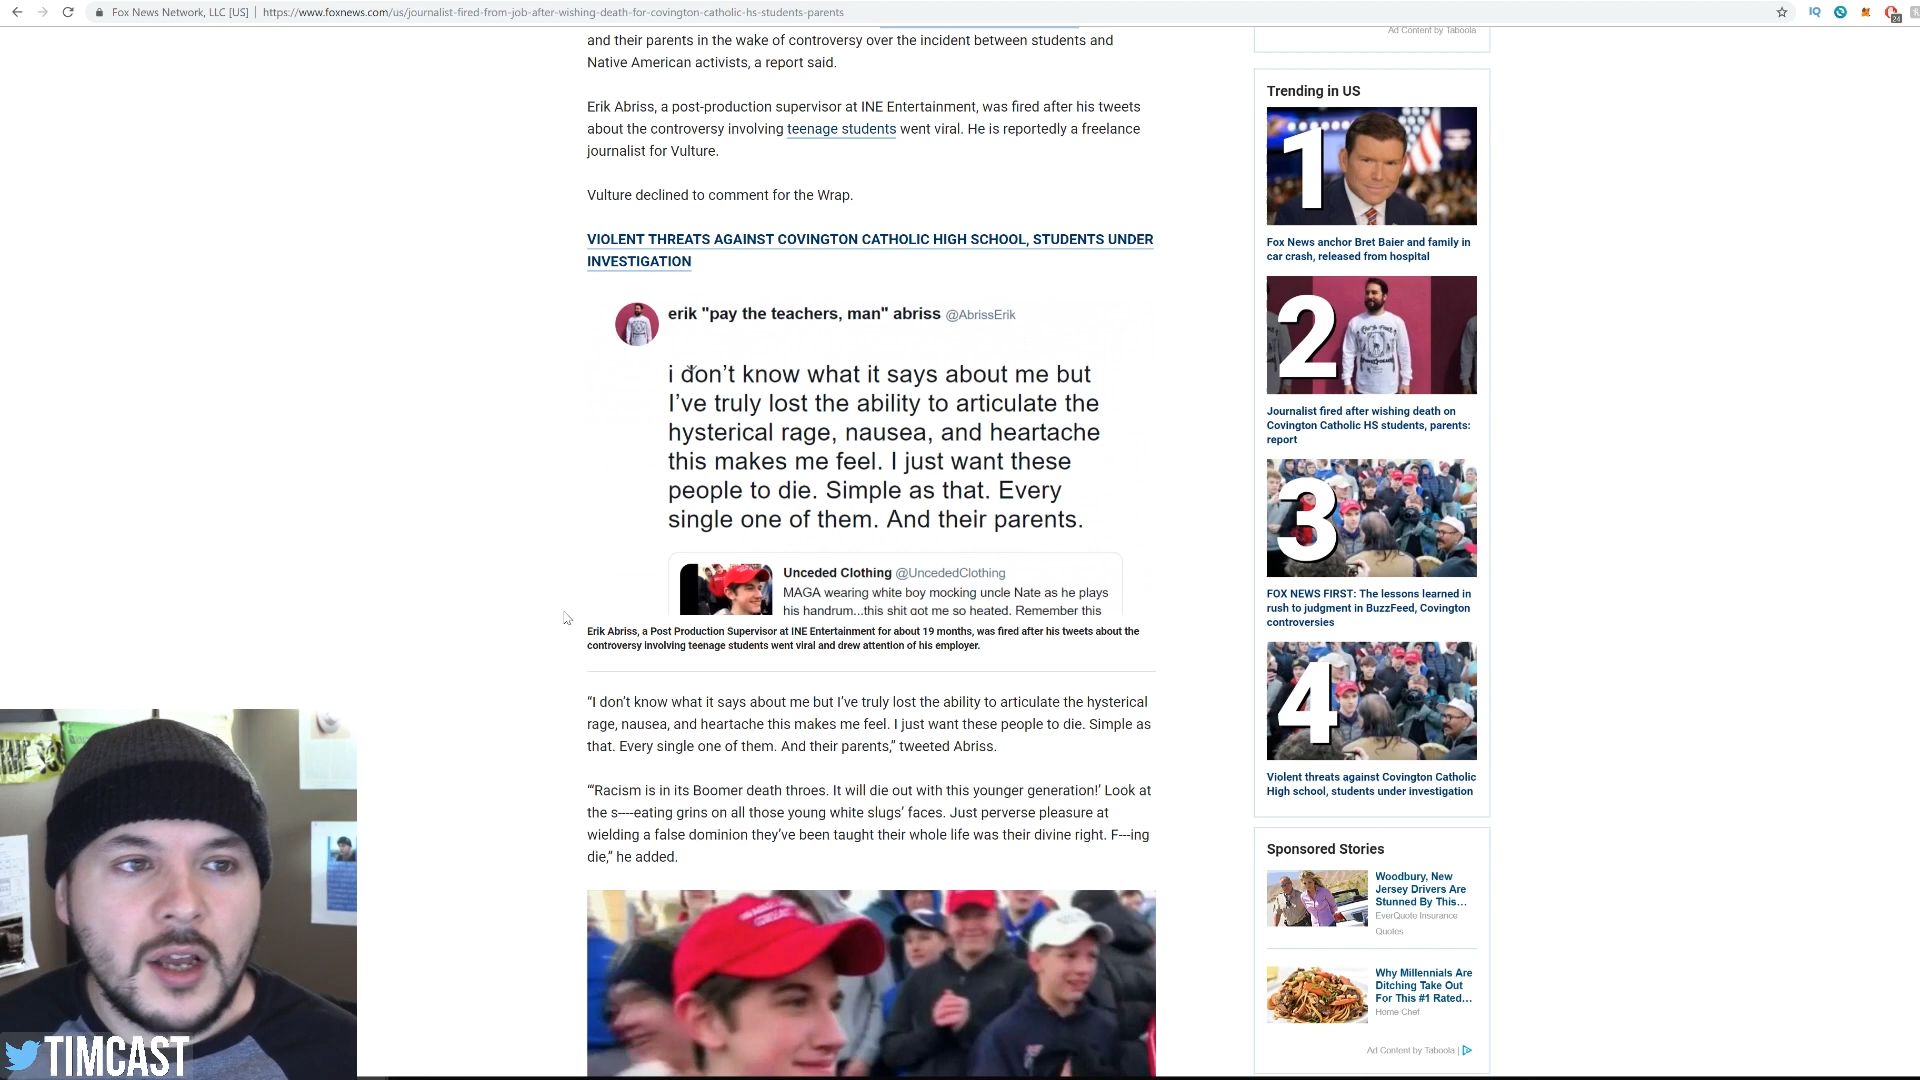 Fox News Network, LLC [US] | https://www.foxnews.com/us/journalist-fired-from-job-after-wishing-death-for-covington-catholic-hs-students-parents
IQ
24
and their parents in the wake of controversy over the incident between students and
Native American activists, a report said.
Erik Abriss, a post-production supervisor at INE Entertainment, was fired after his tweets
about the controversy involving teenage students went viral. He is reportedly a freelance
journalist for Vulture.
Vulture declined to comment for the Wrap.
VIOLENT THREATS AGAINST COVINGTON CATHOLIC HIGH SCHOOL, STUDENTS UNDER
INVESTIGATION
erik "pay the teachers, man" abriss @AbrissErik
i don't know what it says about me but
I've truly lost the ability to articulate the
hysterical rage, nausea, and heartache
this makes me feel. I just want these
people to die. Simple as that. Every
single one of them. And their parents.
Unceded Clothing @UncededClothing
MAGA wearing white boy mocking uncle Nate as he plays
his handrum...this shit got me so heated. Remember this
Erik Abriss, a Post Production Supervisor at INE Entertainment for about 19 months, was fired after his tweets about the
controversy involving teenage students went viral and drew attention of his employer.
“I don’t know what it says about me but I’ve truly lost the ability to articulate the hysterical
rage, nausea, and heartache this makes me feel. I just want these people to die. Simple as
that. Every single one of them. And their parents,” tweeted Abriss.
“‘Racism is in its Boomer death throes. It will die out with this younger generation!’ Look at
the s----eating grins on all those young white slugs’ faces. Just perverse pleasure at
wielding a false dominion they’ve been taught their whole life was their divine right. F---ing
die,” he added.
Ad Content by Taboola
Trending in US
1
Fox News anchor Bret Baier and family in
car crash, released from hospital
2
Journalist fired after wishing death on
Covington Catholic HS students, parents:
report
3
FOX NEWS FIRST: The lessons learned in
rush to judgment in BuzzFeed, Covington
controversies
4
Violent threats against Covington Catholic
High school, students under investigation
Sponsored Stories
Woodbury, New
Jersey Drivers Are
Stunned By This...
EverQuote Insurance
Quotes
Why Millennials Are
Ditching Take Out
For This #1 Rated...
Home Chef
Ad Content by Taboola |
TIMCAST